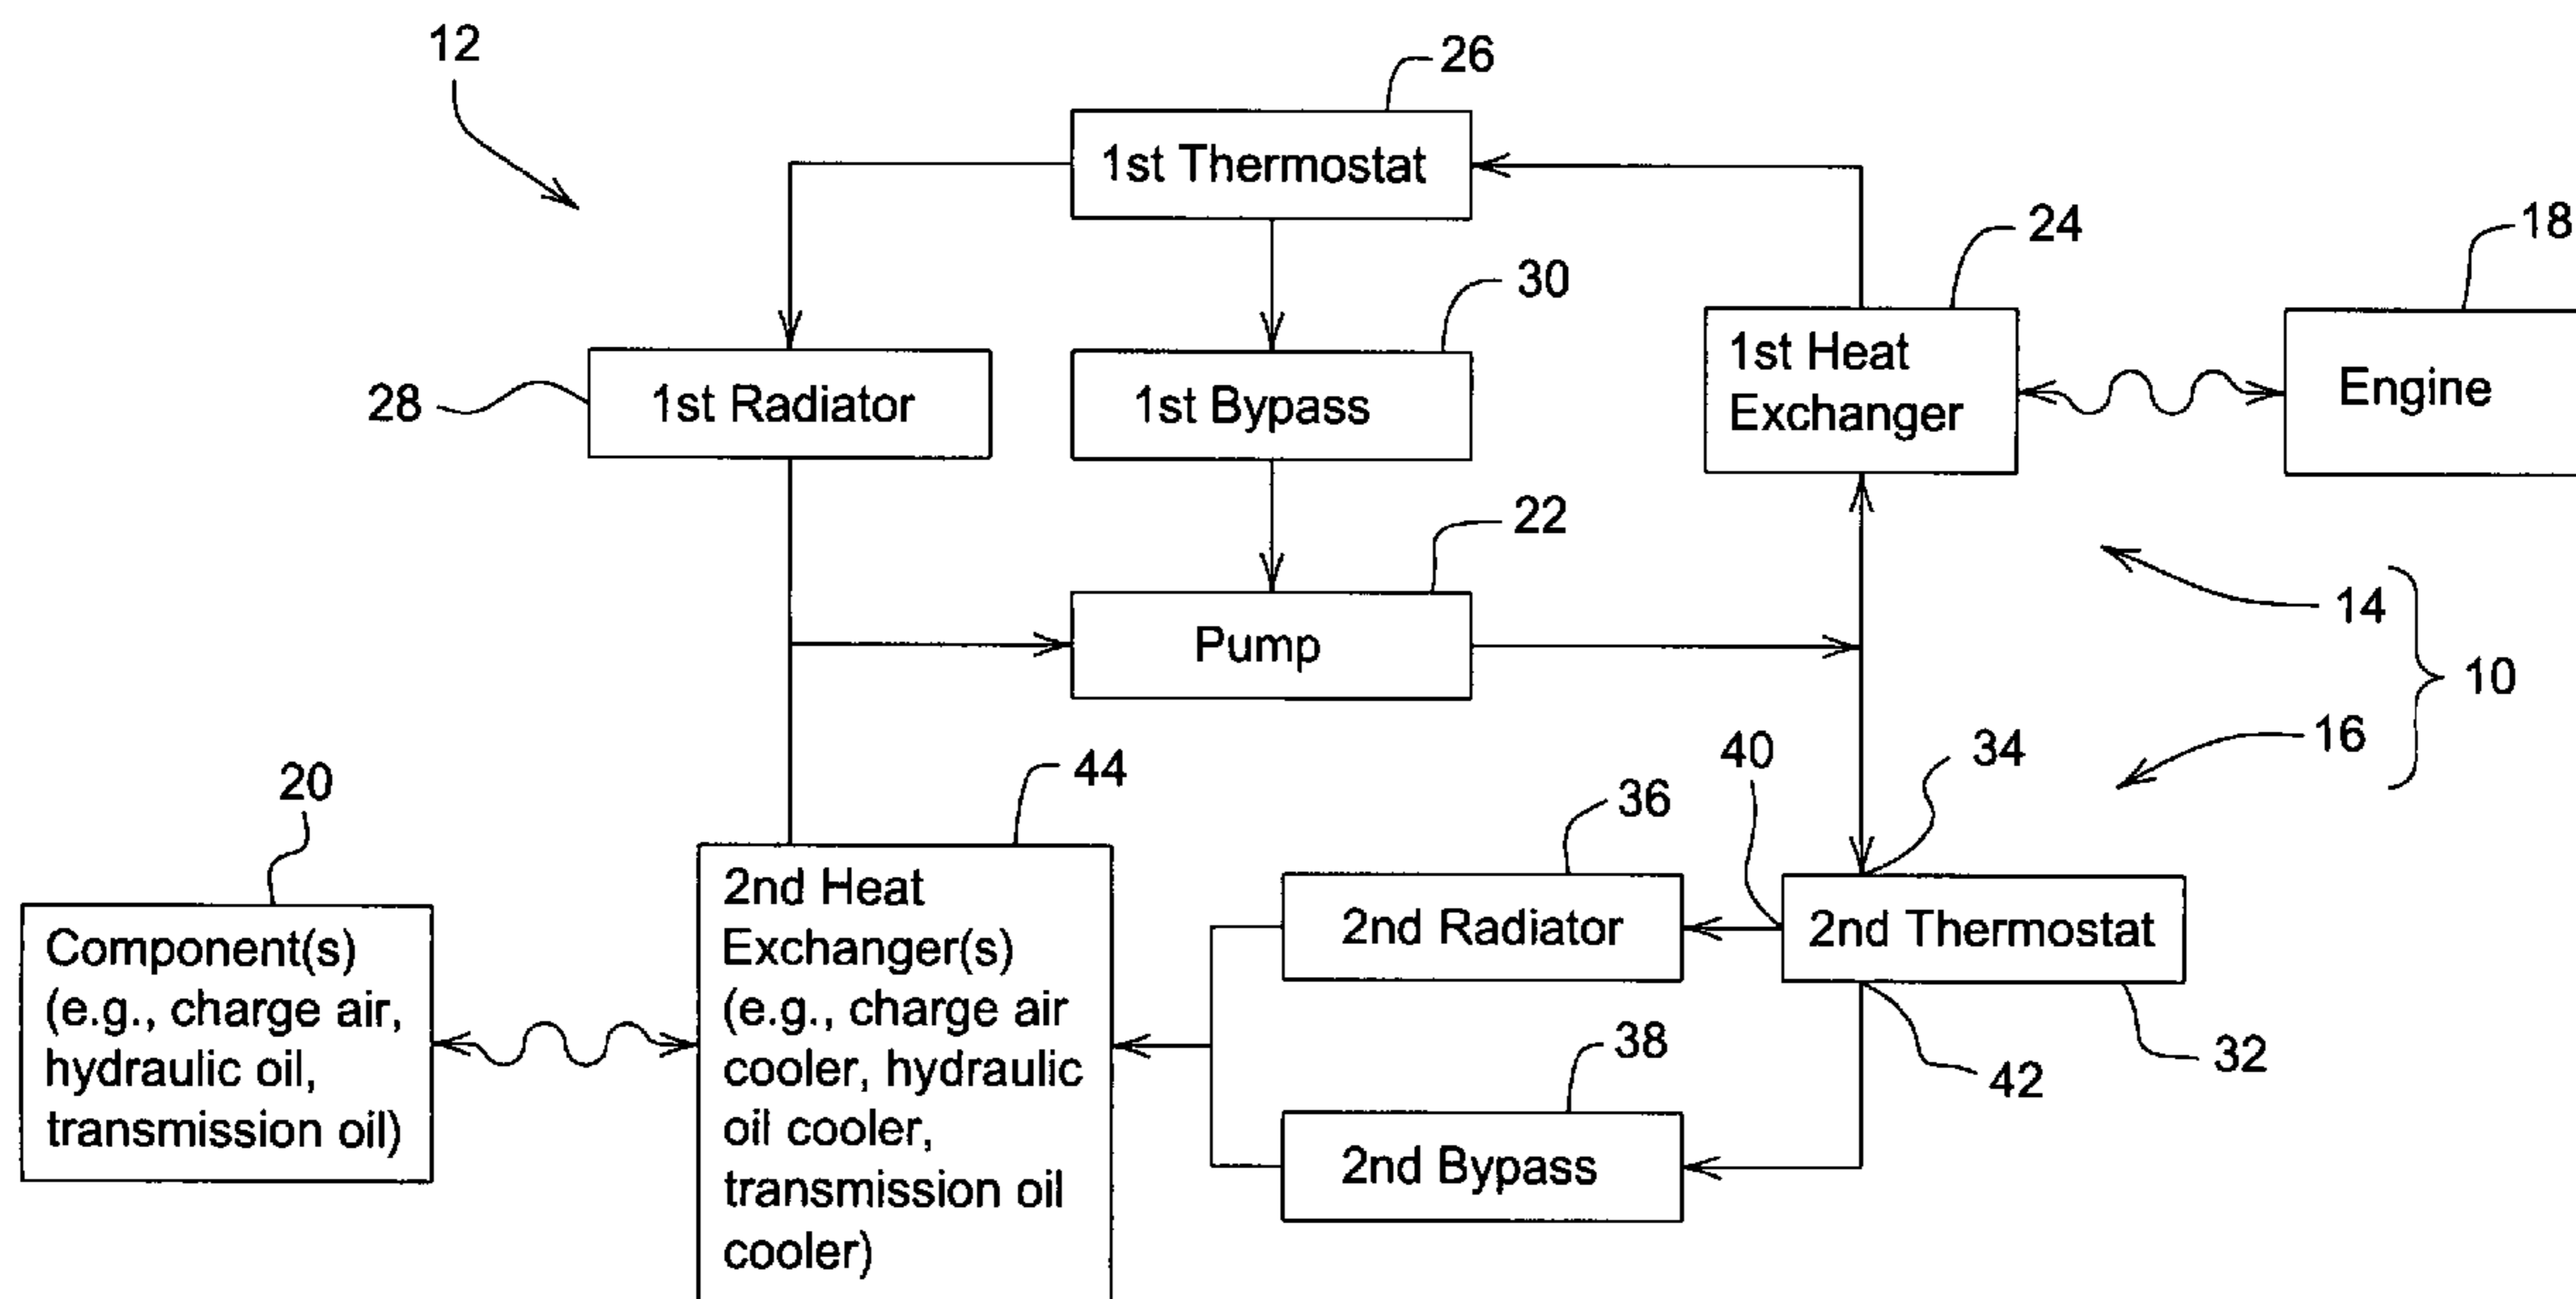 12
26
1st Thermostat
24
18
30
1st Heat
Exchanger
Engine
28
1st Radiator
1st Bypass
22
14
Pump
10
16
40
34
44
20
36
2nd Heat
Exchanger(s)
(e.g., charge air
cooler, hydraulic
oil cooler,
transmission oil
cooler)
Component(s)
(e.g., charge air,
hydraulic oil,
transmission oil)
2nd Radiator
2nd Thermostat
38
42
32
2nd Bypass